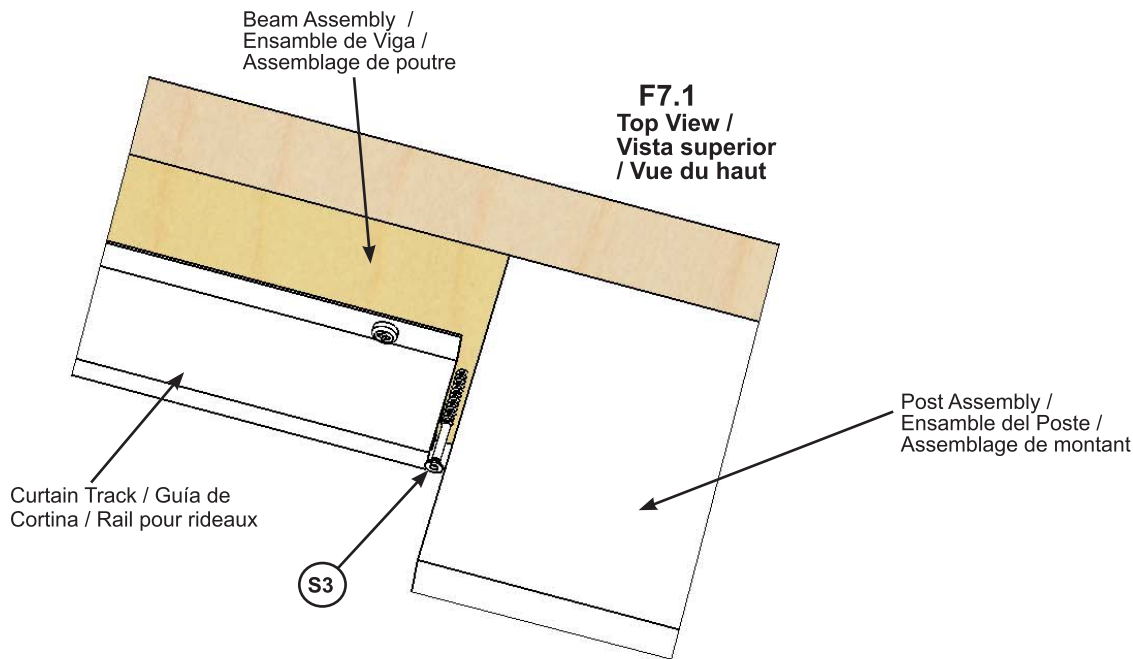 Beam Assembly /
Ensamble de Viga /
Assemblage de poutre
F7.1
Top View /
Vista superior
/ Vue du haut
Post Assembly /
Ensamble del Poste /
Assemblage de montant
Curtain Track / Guía de
Cortina / Rail pour rideaux
S3